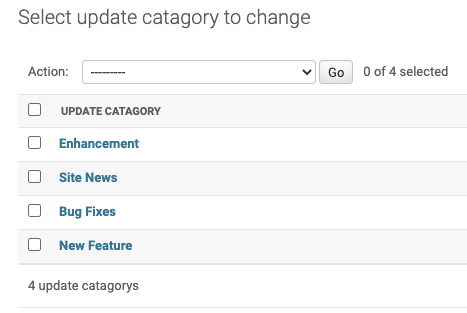 Select update catagory to change
Action: --------- Go 0 of 4 selected
UPDATE CATAGORY
Enhancement
Site News
Bug Fixes
New Feature
4 update catagorys